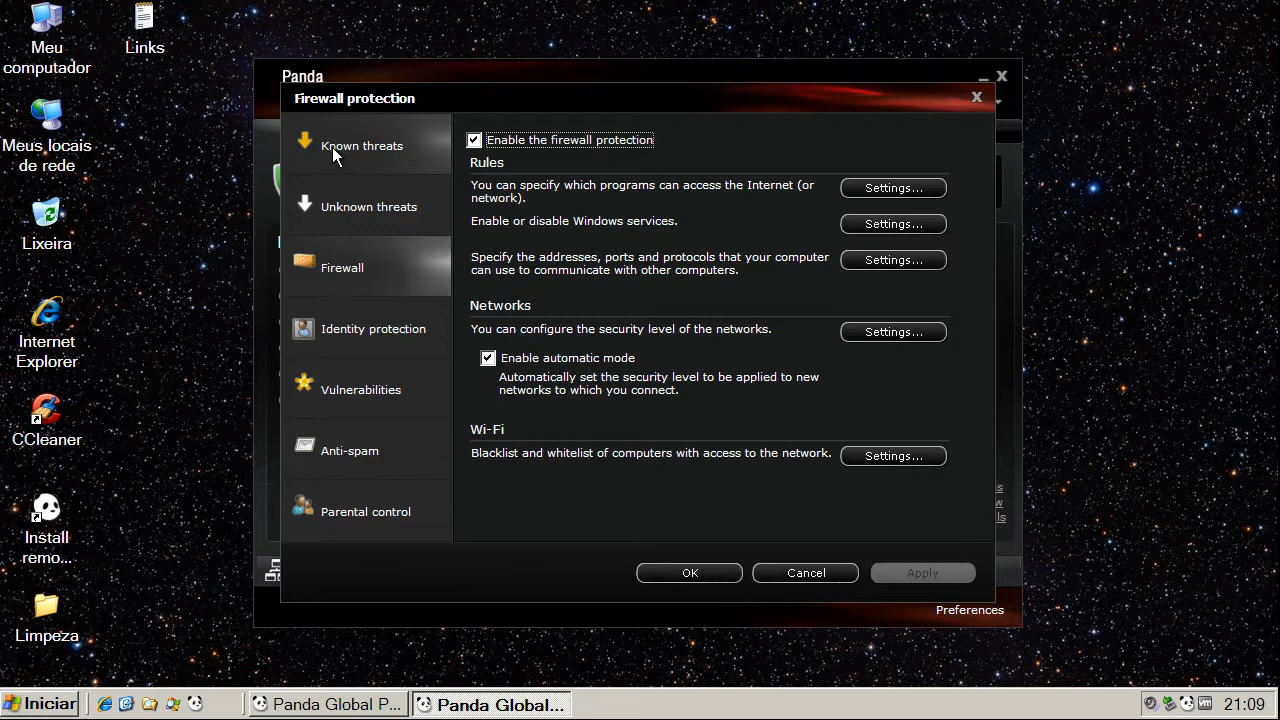 Meu
computador
Links
Meus locais
de rede
Lixeira
Internet
Explorer
CCleaner
Install
remo...
Limpeza
Panda
Firewall protection
Known threats
Unknown threats
Firewall
Identity protection
Vulnerabilities
Anti-spam
Parental control
Enable the firewall protection
Rules
You can specify which programs can access the Internet (or
network).
Settings...
Enable or disable Windows services.
Settings...
Specify the addresses, ports and protocols that your computer
can use to communicate with other computers.
Settings...
Networks
You can configure the security level of the networks.
Settings...
Enable automatic mode
Automatically set the security level to be applied to new
networks to which you connect.
Wi-Fi
Blacklist and whitelist of computers with access to the network.
Settings...
OK
Cancel
Apply
Preferences
Iniciar
Panda Global P...
Panda Global...
21:09